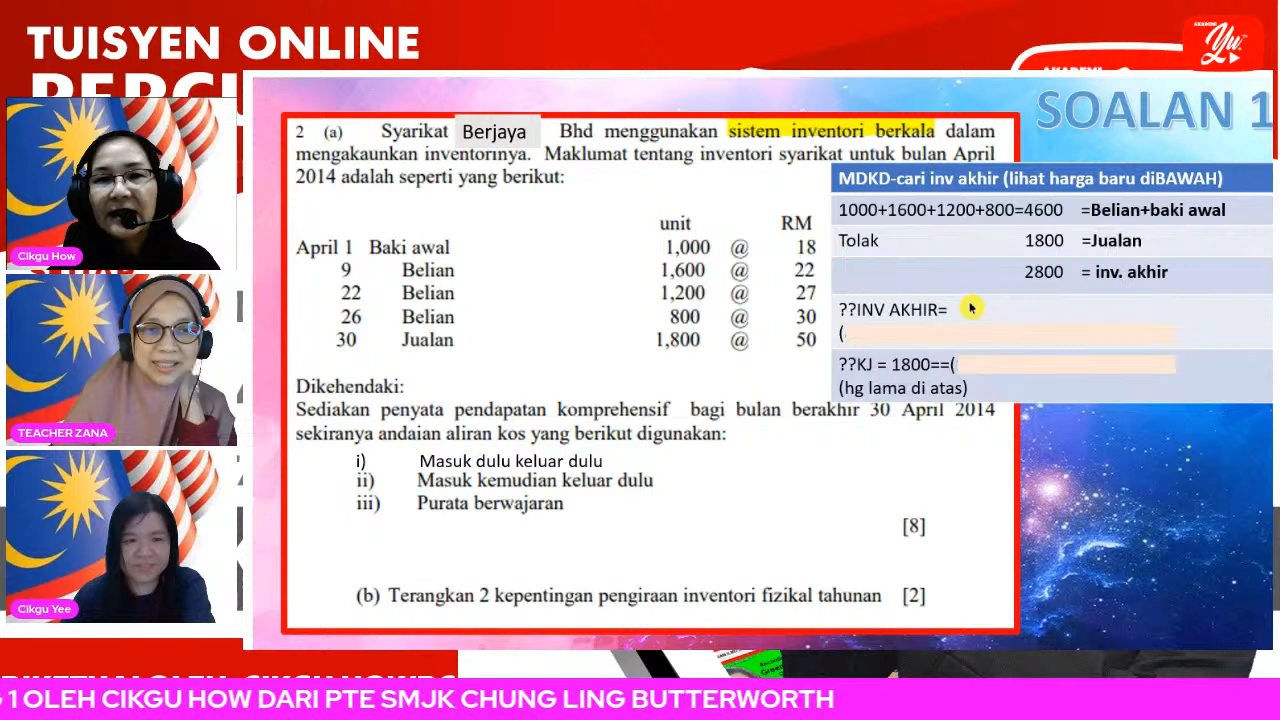 TUISYEN ONLINE
AKADEMI
Yu
SOALAN 1
2 (a) Syarikat Berjaya Bhd menggunakan sistem inventori berkala dalam
mengakaunkan inventorinya. Maklumat tentang inventori syarikat untuk bulan April
2014 adalah seperti yang berikut:
unit RM
April 1 Baki awal 1,000 @ 18
9 Belian 1,600 @ 22
22 Belian 1,200 @ 27
26 Belian 800 @ 30
30 Jualan 1,800 @ 50
Dikehendaki:
Sediakan penyata pendapatan komprehensif bagi bulan berakhir 30 April 2014
sekiranya andaian aliran kos yang berikut digunakan:
i) Masuk dulu keluar dulu
ii) Masuk kemudian keluar dulu
iii) Purata berwajaran
[8]
(b) Terangkan 2 kepentingan pengiraan inventori fizikal tahunan [2]
MDKD-cari inv akhir (lihat harga baru diBAWAH)
1000+1600+1200+800=4600 =Belian+baki awal
Tolak 1800 =Jualan
2800 = inv. akhir
??INV AKHIR=
(
??KJ = 1800==(
(hg lama di atas)
Cikgu How
TEACHER ZANA
Cikgu Yee
1 OLEH CIKGU HOW DARI PTE SMJK CHUNG LING BUTTERWORTH